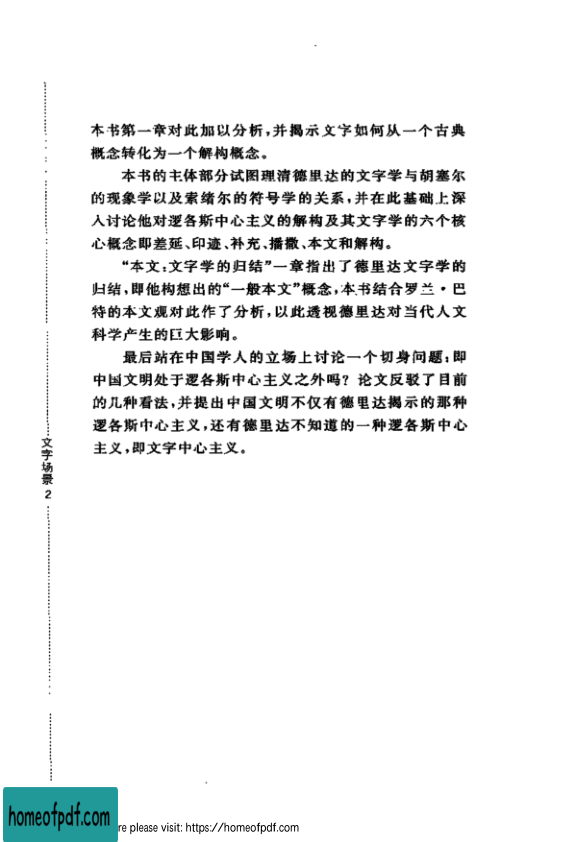 本书第一章对此加以分析,并揭示文字如何从一个古典
概念转化为一个解构概念。
本书的主体部分试图理清德里达的文字学与胡塞尔
的现象学以及索绪尔的符号学的关系,并在此基础上深
入讨论他对逻各斯中心主义的解构及其文字学的六个核
心概念即差延、印迹、补充、播撒、本文和解构。
“本文:文字学的归结”一章指出了德里达文字学的
归结,即他构想出的“一般本文”概念,本书结合罗兰·巴
特的本文观对此作了分析,以此透视德里达对当代人文
科学产生的巨大影响。
最后站在中国学人的立场上讨论一个切身问题:即
中国文明处于逻各斯中心主义之外吗?论文反驳了目前
的几种看法,并提出中国文明不仅有德里达揭示的那种
逻各斯中心主义,还有德里达不知道的一种逻各斯中心
主义,即文字中心主义。
文字场景
2
homeofpdf.com
re please visit: https://homeofpdf.com